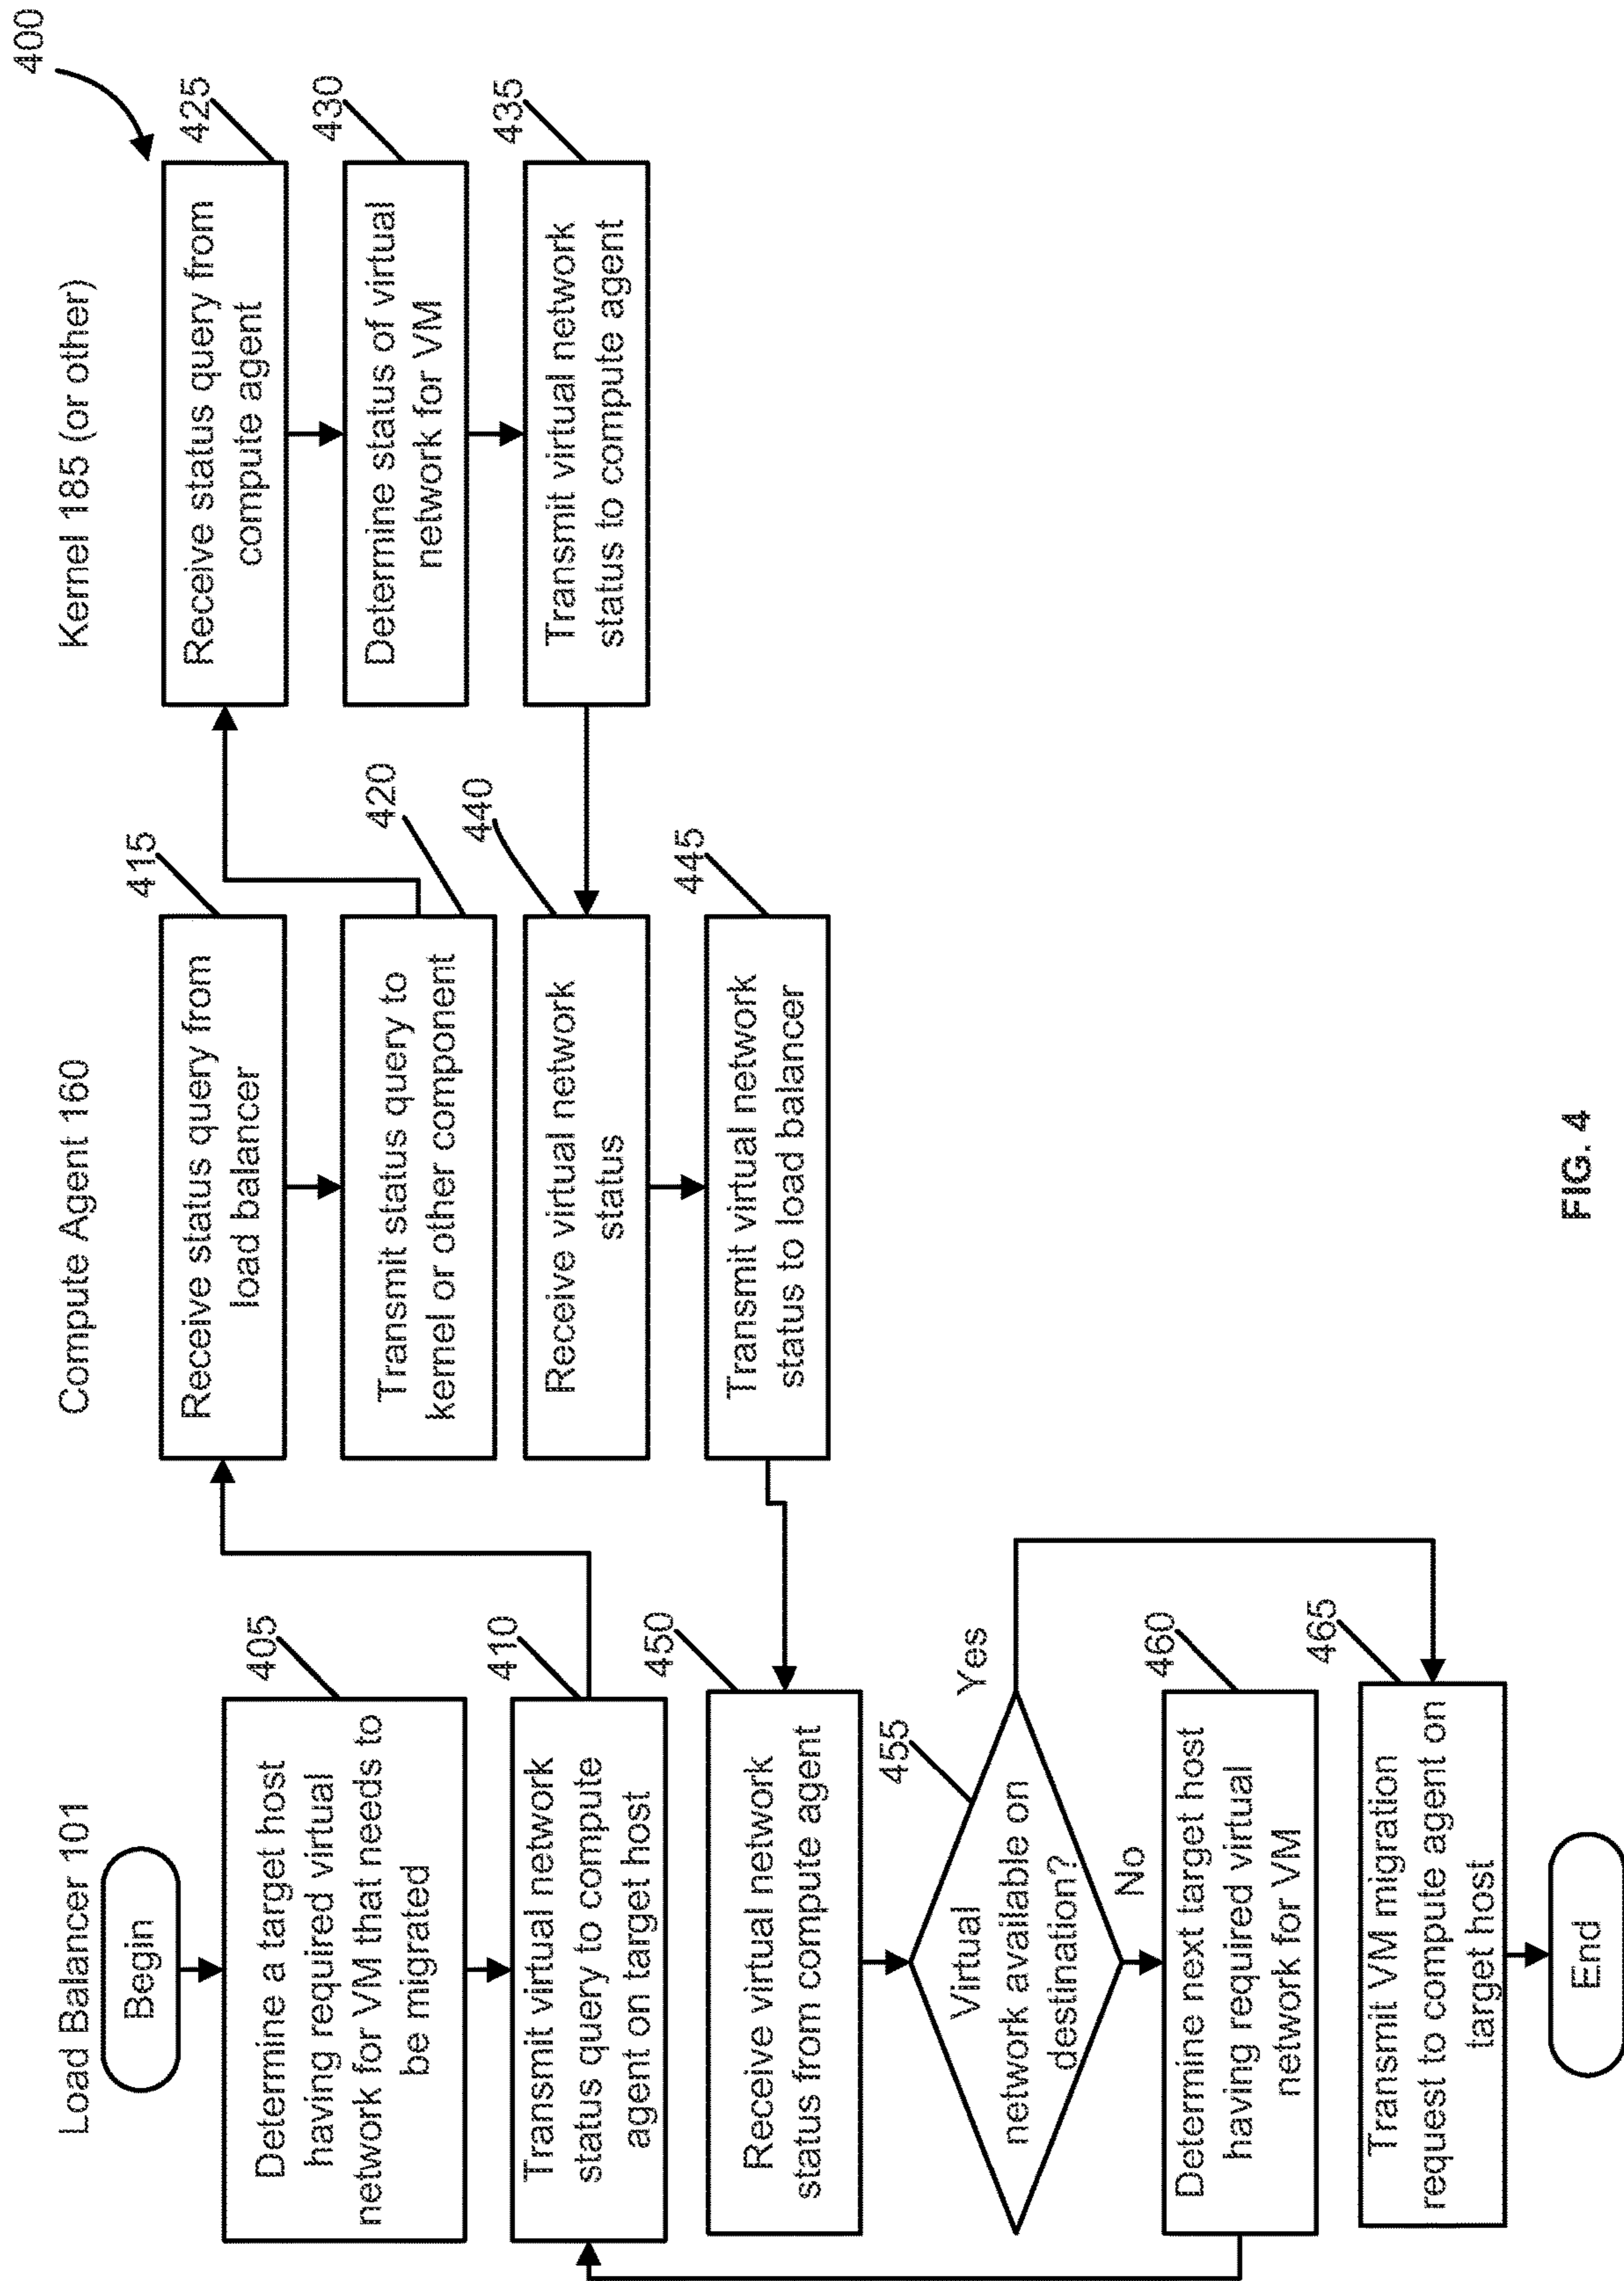 400
Load Balancer 101
Compute Agent 160
Kernel 185 (or other)
Begin
405
Determine a target host
having required virtual
network for VM that needs to
be migrated
410
Transmit virtual network
status query to compute
agent on target host
415
Receive status query from
load balancer
420
Transmit status query to
kernel or other component
425
Receive status query from
compute agent
430
Determine status of virtual
network for VM
435
Transmit virtual network
status to compute agent
440
Receive virtual network
status
445
Transmit virtual network
status to load balancer
450
Receive virtual network
status from compute agent
455
Virtual
network available on
destination?
Yes
No
460
Determine next target host
having required virtual
network for VM
465
Transmit VM migration
request to compute agent on
target host
End
FIG. 4